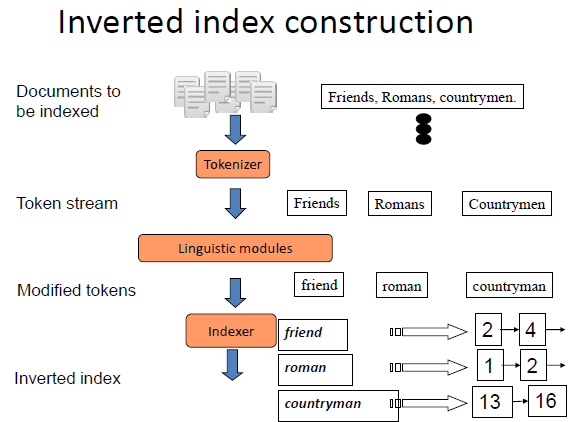 Inverted index construction
Documents to
be indexed
Friends, Romans, countrymen.
Tokenizer
Token stream
Friends
Romans
Countrymen
Linguistic modules
Modified tokens
friend
roman
countryman
Indexer
friend
2
4
roman
1
2
Inverted index
countryman
13
16